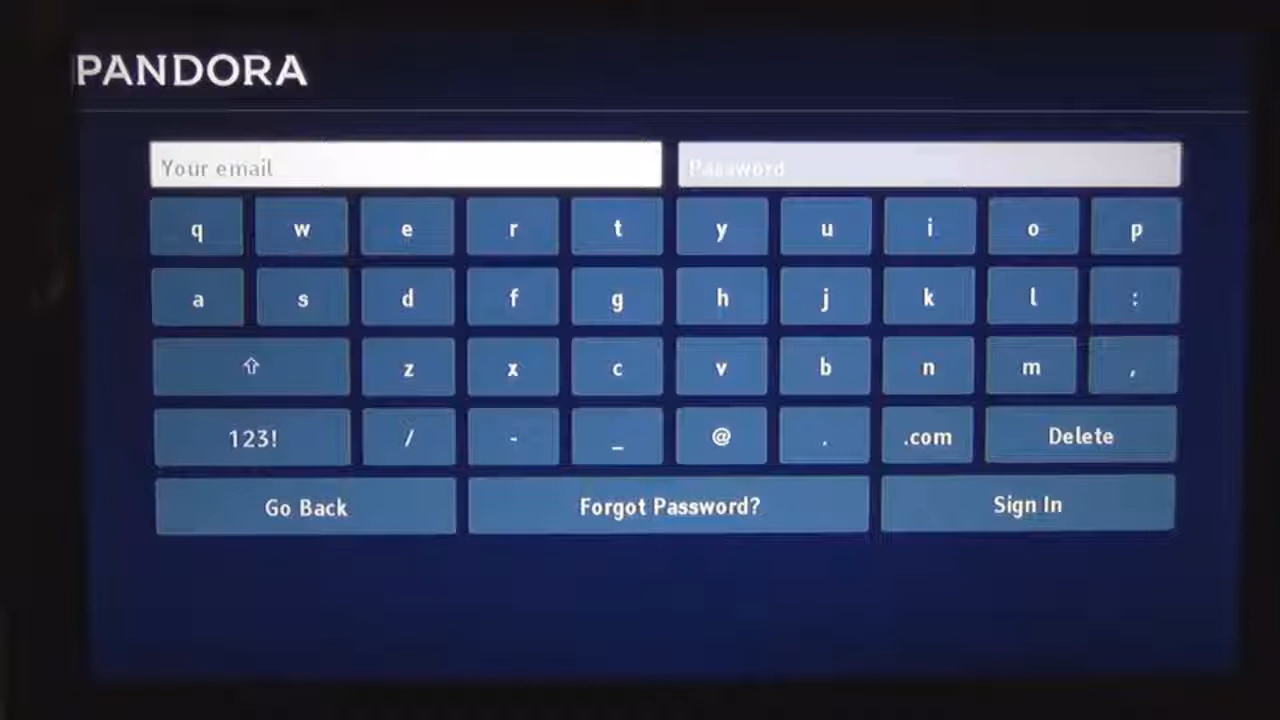 PANDORA
Your email Password
q w e r t y u i o p
a s d f g h j k l :
⇧ z x c v b n m ,
123! / - _ @ . .com Delete
Go Back Forgot Password? Sign In